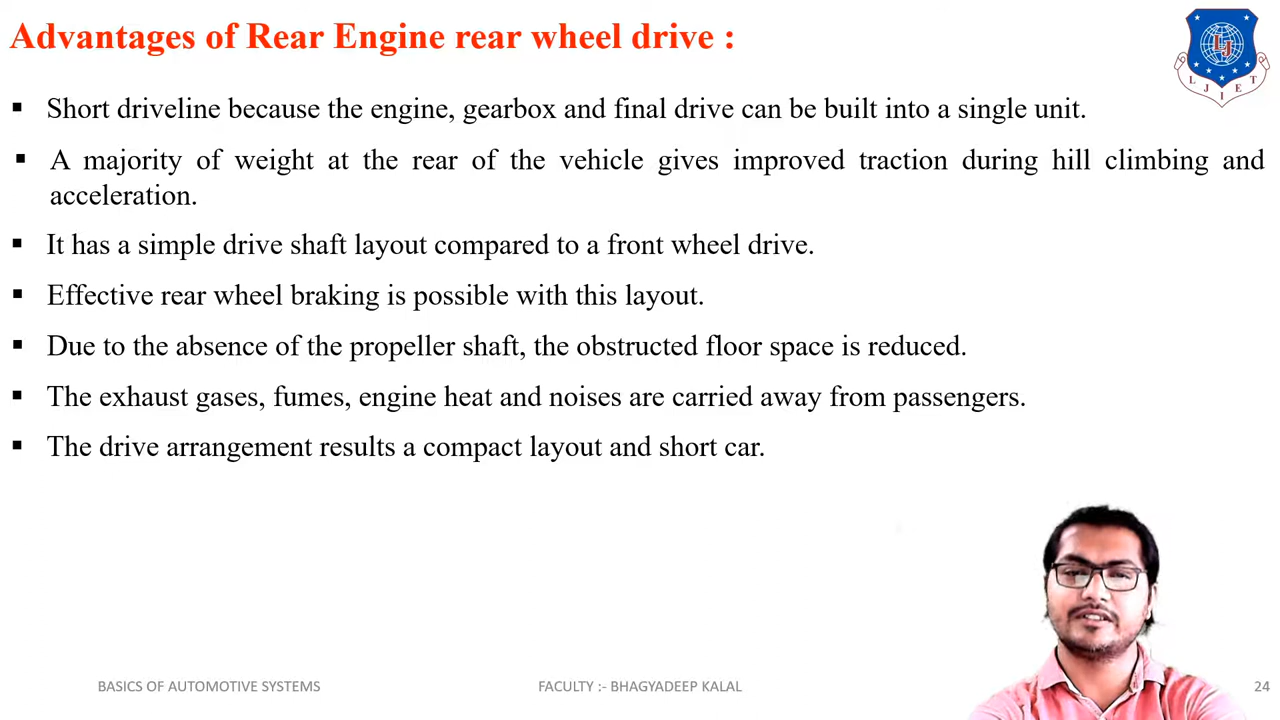 Advantages of Rear Engine rear wheel drive :
LJ
L J I E T
▪ Short driveline because the engine, gearbox and final drive can be built into a single unit.
▪ A majority of weight at the rear of the vehicle gives improved traction during hill climbing and
acceleration.
▪ It has a simple drive shaft layout compared to a front wheel drive.
▪ Effective rear wheel braking is possible with this layout.
▪ Due to the absence of the propeller shaft, the obstructed floor space is reduced.
▪ The exhaust gases, fumes, engine heat and noises are carried away from passengers.
▪ The drive arrangement results a compact layout and short car.
BASICS OF AUTOMOTIVE SYSTEMS
FACULTY :- BHAGYADEEP KALAL
24